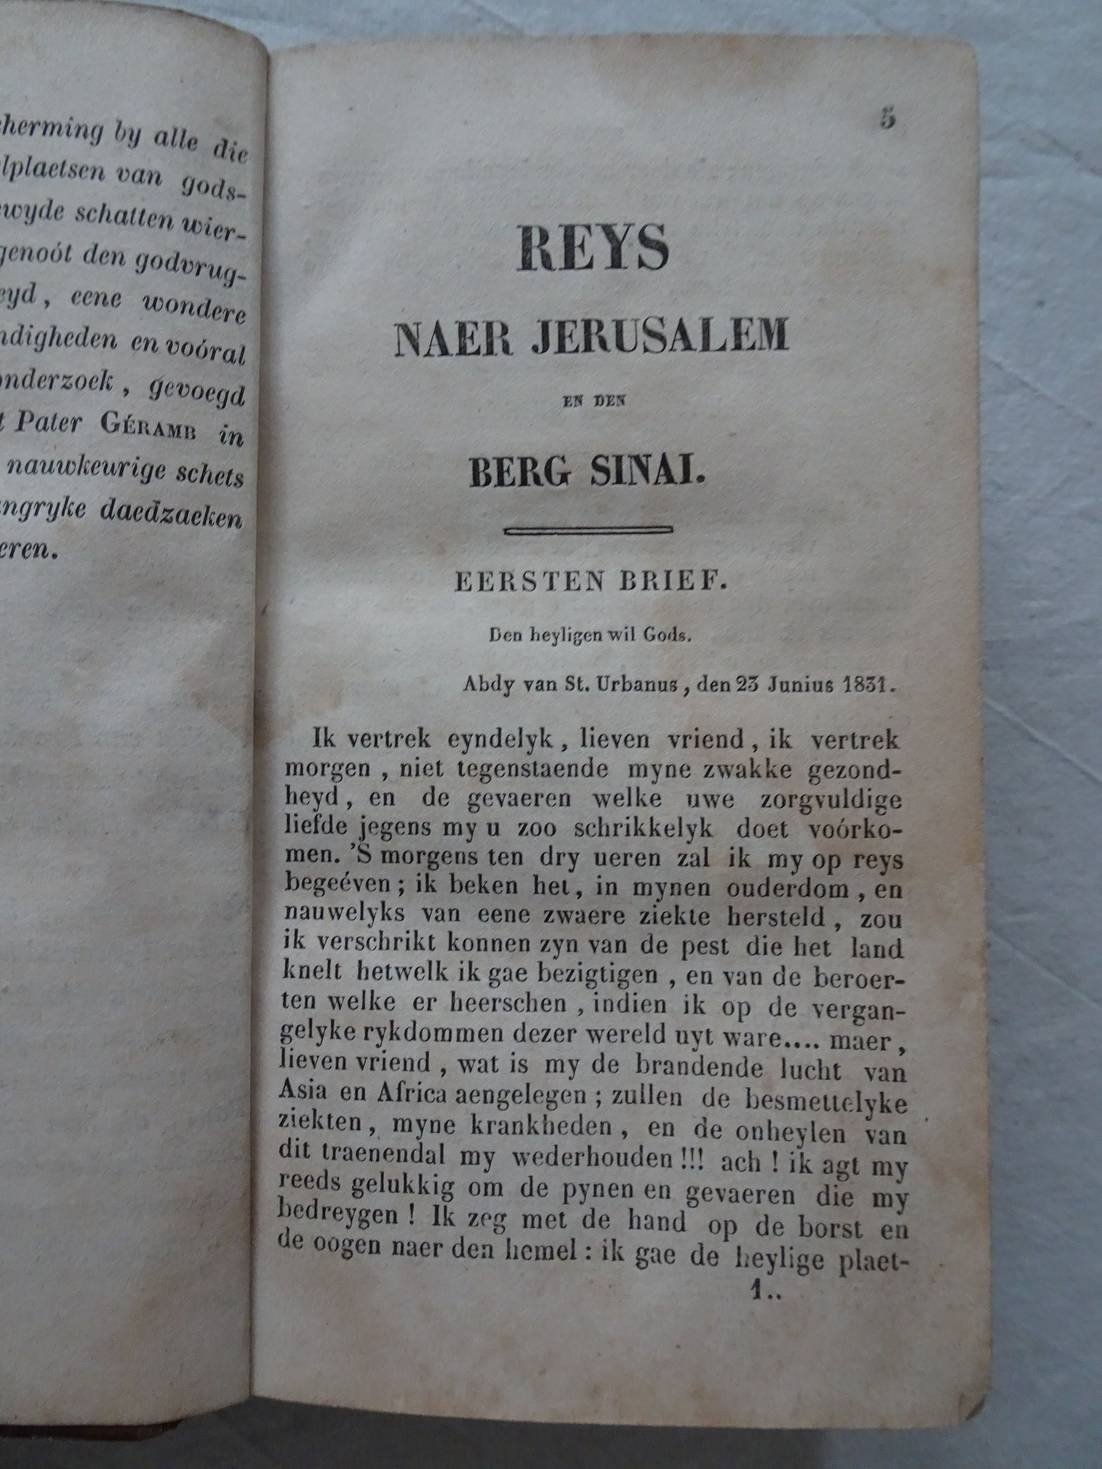 herming by alle die
lplaetsen van gods-
wyde schatten wier-
genoót den godvrug-
eyd, eene wondere
ndigheden en voóral
onderzoek, gevoegd
t Pater GÉRAMB in
nauwkeurige schets
ngryke daedzaeken
eren.
5
REYS
NAER JERUSALEM
EN DEN
BERG SINAI.
EERSTEN BRIEF.
Den heyligen wil Gods.
Abdy van St. Urbanus, den 23 Junius 1831.
Ik vertrek eyndelyk, lieven vriend, ik vertrek
morgen, niet tegenstaende myne zwakke gezond-
heyd, en de gevaeren welke uwe zorgvuldige
liefde jegens my u zoo schrikkelyk doet voórko-
men. 'S morgens ten dry ueren zal ik my op reys
begeéven; ik beken het, in mynen ouderdom, en
nauwelyks van eene zwaere ziekte hersteld, zou
ik verschrikt konnen zyn van de pest die het land
knelt hetwelk ik gae bezigtigen, en van de beroer-
ten welke er heerschen, indien ik op de vergan-
gelyke rykdommen dezer wereld uyt ware.... maer,
lieven vriend, wat is my de brandende lucht van
Asia en Africa aengelegen; zullen de besmettelyke
ziekten, myne krankheden, en de onheylen van
dit traenendal my wederhouden!!! ach! ik agt my
reeds gelukkig om de pynen en gevaeren die my
bedreygen! Ik zeg met de hand op de borst en
de oogen naer den hemel: ik gae de heylige plaet-
1..